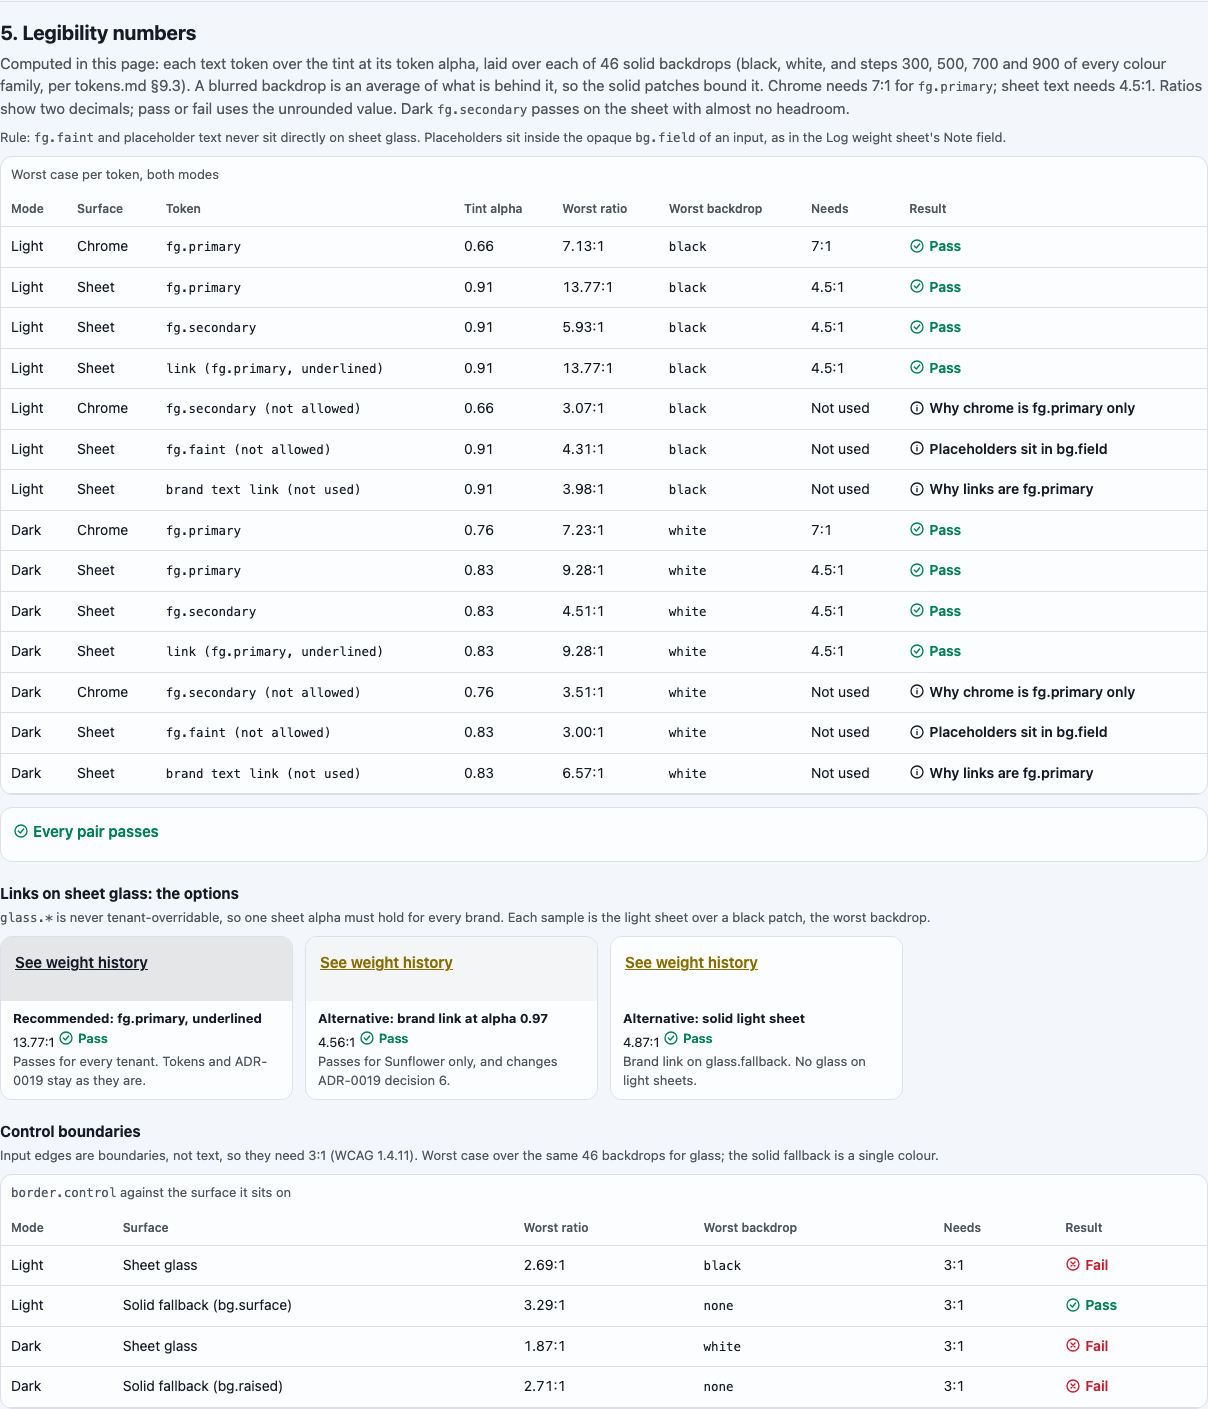 5. Legibility numbers
Computed in this page: each text token over the tint at its token alpha, laid over each of 46 solid backdrops (black, white, and steps 300, 500, 700 and 900 of every colour
family, per tokens.md §9.3). A blurred backdrop is an average of what is behind it, so the solid patches bound it. Chrome needs 7:1 for fg.primary; sheet text needs 4.5:1. Ratios
show two decimals; pass or fail uses the unrounded value. Dark fg.secondary passes on the sheet with almost no headroom.
Rule: fg.faint and placeholder text never sit directly on sheet glass. Placeholders sit inside the opaque bg.field of an input, as in the Log weight sheet's Note field.
Worst case per token, both modes
Mode Surface Token Tint alpha Worst ratio Worst backdrop Needs Result
Light Chrome fg.primary 0.66 7.13:1 black 7:1 Pass
Light Sheet fg.primary 0.91 13.77:1 black 4.5:1 Pass
Light Sheet fg.secondary 0.91 5.93:1 black 4.5:1 Pass
Light Sheet link (fg.primary, underlined) 0.91 13.77:1 black 4.5:1 Pass
Light Chrome fg.secondary (not allowed) 0.66 3.07:1 black Not used Why chrome is fg.primary only
Light Sheet fg.faint (not allowed) 0.91 4.31:1 black Not used Placeholders sit in bg.field
Light Sheet brand text link (not used) 0.91 3.98:1 black Not used Why links are fg.primary
Dark Chrome fg.primary 0.76 7.23:1 white 7:1 Pass
Dark Sheet fg.primary 0.83 9.28:1 white 4.5:1 Pass
Dark Sheet fg.secondary 0.83 4.51:1 white 4.5:1 Pass
Dark Sheet link (fg.primary, underlined) 0.83 9.28:1 white 4.5:1 Pass
Dark Chrome fg.secondary (not allowed) 0.76 3.51:1 white Not used Why chrome is fg.primary only
Dark Sheet fg.faint (not allowed) 0.83 3.00:1 white Not used Placeholders sit in bg.field
Dark Sheet brand text link (not used) 0.83 6.57:1 white Not used Why links are fg.primary
Every pair passes
Links on sheet glass: the options
glass.* is never tenant-overridable, so one sheet alpha must hold for every brand. Each sample is the light sheet over a black patch, the worst backdrop.
See weight history
Recommended: fg.primary, underlined
13.77:1 Pass
Passes for every tenant. Tokens and ADR-
0019 stay as they are.
See weight history
Alternative: brand link at alpha 0.97
4.56:1 Pass
Passes for Sunflower only, and changes
ADR-0019 decision 6.
See weight history
Alternative: solid light sheet
4.87:1 Pass
Brand link on glass.fallback. No glass on
light sheets.
Control boundaries
Input edges are boundaries, not text, so they need 3:1 (WCAG 1.4.11). Worst case over the same 46 backdrops for glass; the solid fallback is a single colour.
border.control against the surface it sits on
Mode Surface Worst ratio Worst backdrop Needs Result
Light Sheet glass 2.69:1 black 3:1 Fail
Light Solid fallback (bg.surface) 3.29:1 none 3:1 Pass
Dark Sheet glass 1.87:1 white 3:1 Fail
Dark Solid fallback (bg.raised) 2.71:1 none 3:1 Fail